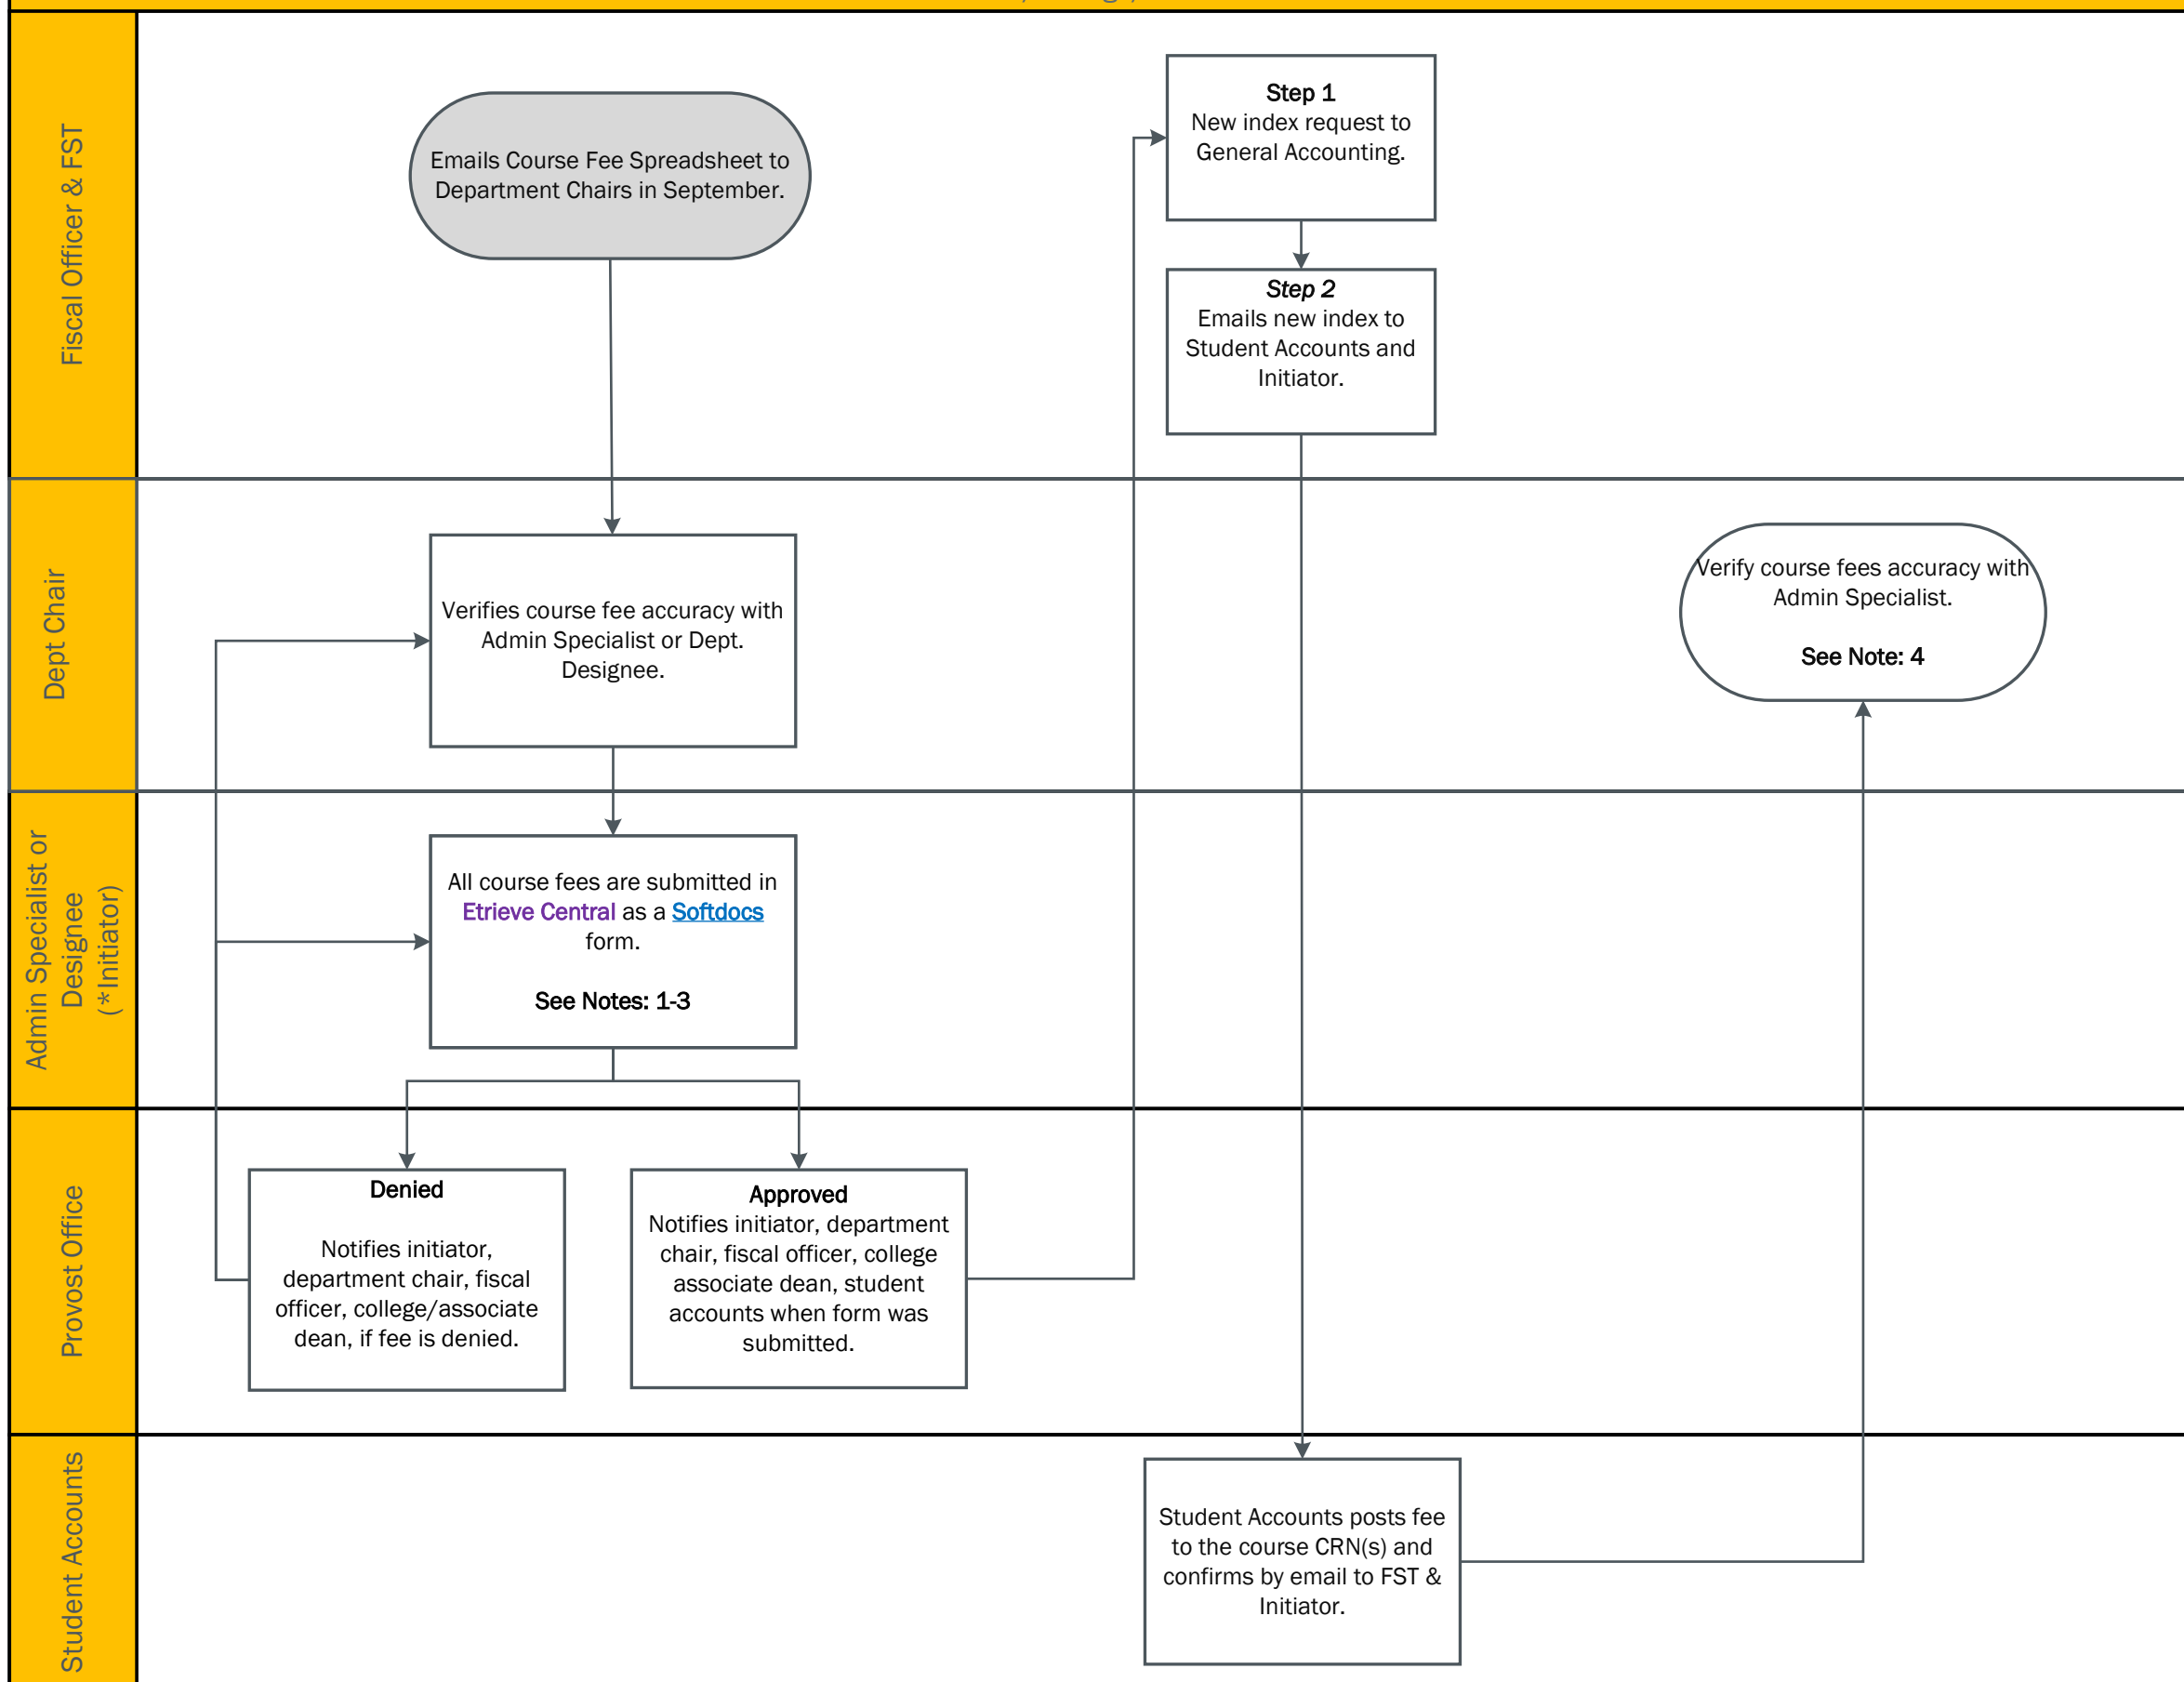 Fiscal Officer & FST
Emails Course Fee Spreadsheet to
Department Chairs in September.
Step 1
New index request to
General Accounting.
Step 2
Emails new index to
Student Accounts and
Initiator.
Dept Chair
Verifies course fee accuracy with
Admin Specialist or Dept.
Designee.
Verify course fees accuracy with
Admin Specialist.
See Note: 4
Admin Specialist or
Designee
(*Initiator)
All course fees are submitted in
Etrieve Central as a Softdocs
form.
See Notes: 1-3
Provost Office
Denied
Notifies initiator,
department chair, fiscal
officer, college/associate
dean, if fee is denied.
Approved
Notifies initiator, department
chair, fiscal officer, college
associate dean, student
accounts when form was
submitted.
Student Accounts
Student Accounts posts fee
to the course CRN(s) and
confirms by email to FST &
Initiator.